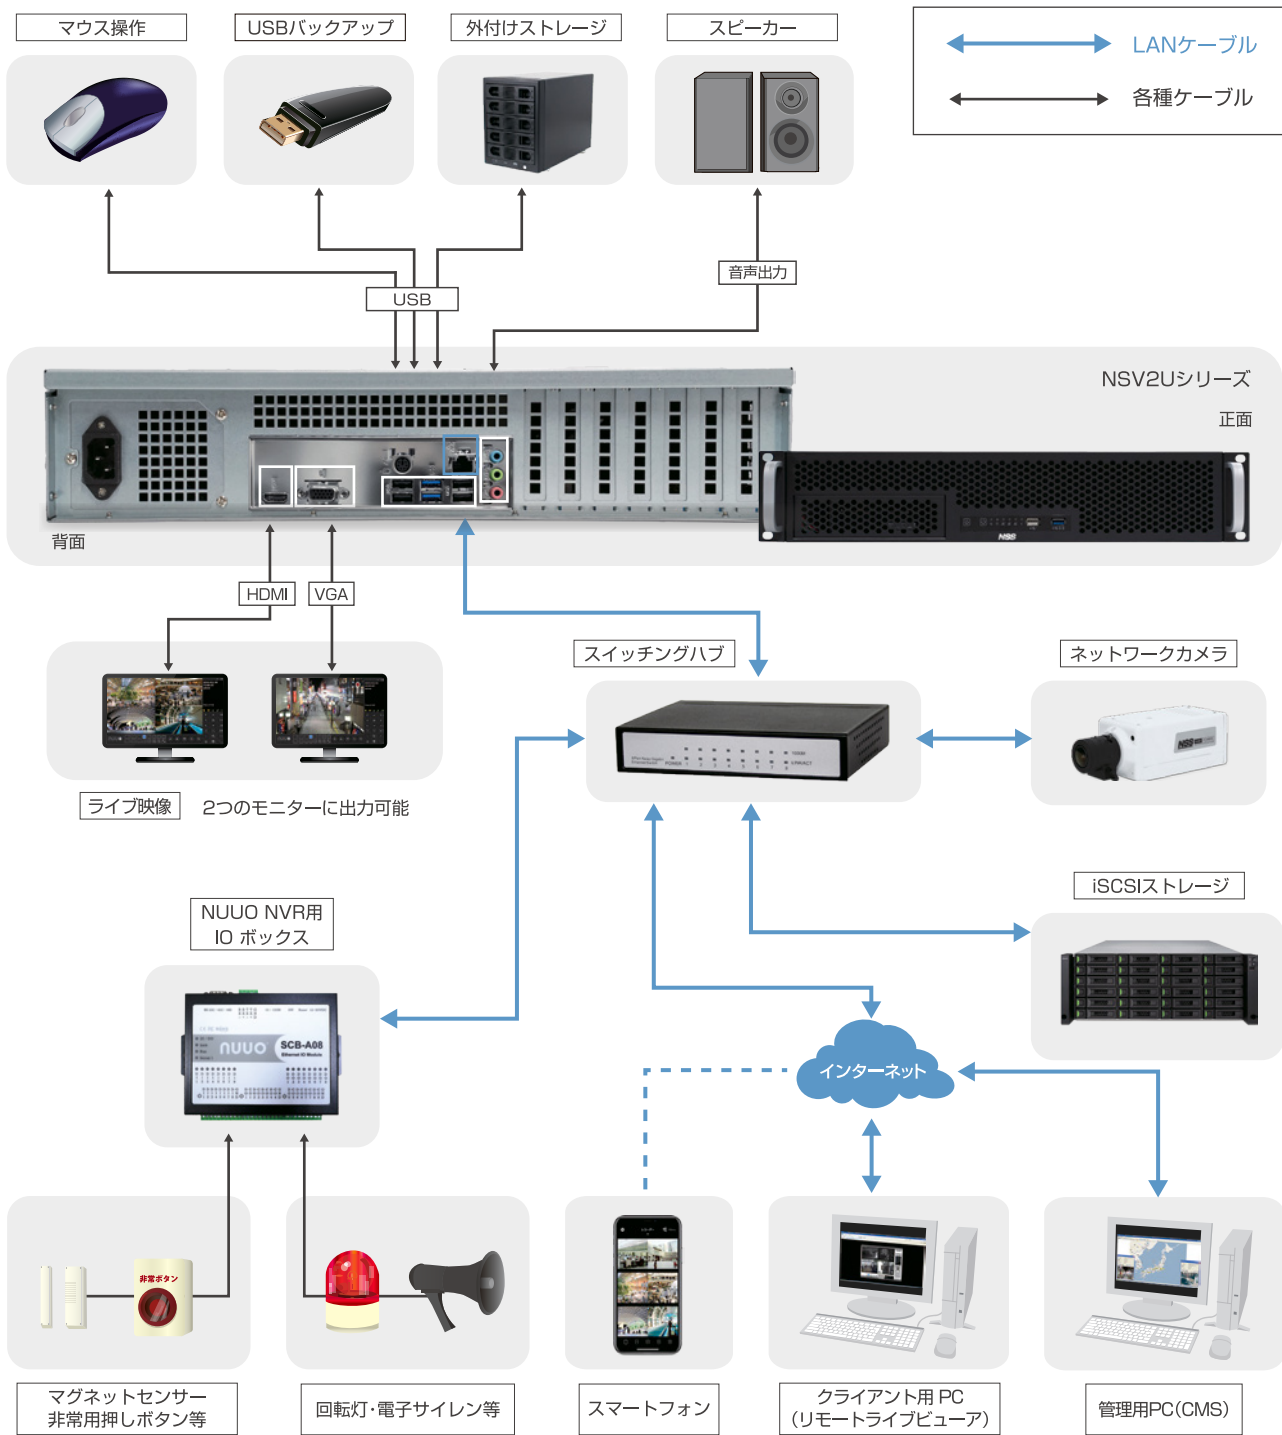 マウス操作
USBバックアップ
外付けストレージ
スピーカー
LANケーブル
各種ケーブル
USB
音声出力
NSV2Uシリーズ
正面
NSS
背面
HDMI
VGA
スイッチングハブ
ネットワークカメラ
NSS
ライブ映像
2つのモニターに出力可能
iSCSIストレージ
NUUO NVR用
IO ボックス
nuuo
SCB-A08
Ethernet IO Module
インターネット
非常ボタン
マグネットセンサー
非常用押しボタン等
回転灯・電子サイレン等
スマートフォン
クライアント用 PC
(リモートライブビューア)
管理用PC(CMS)